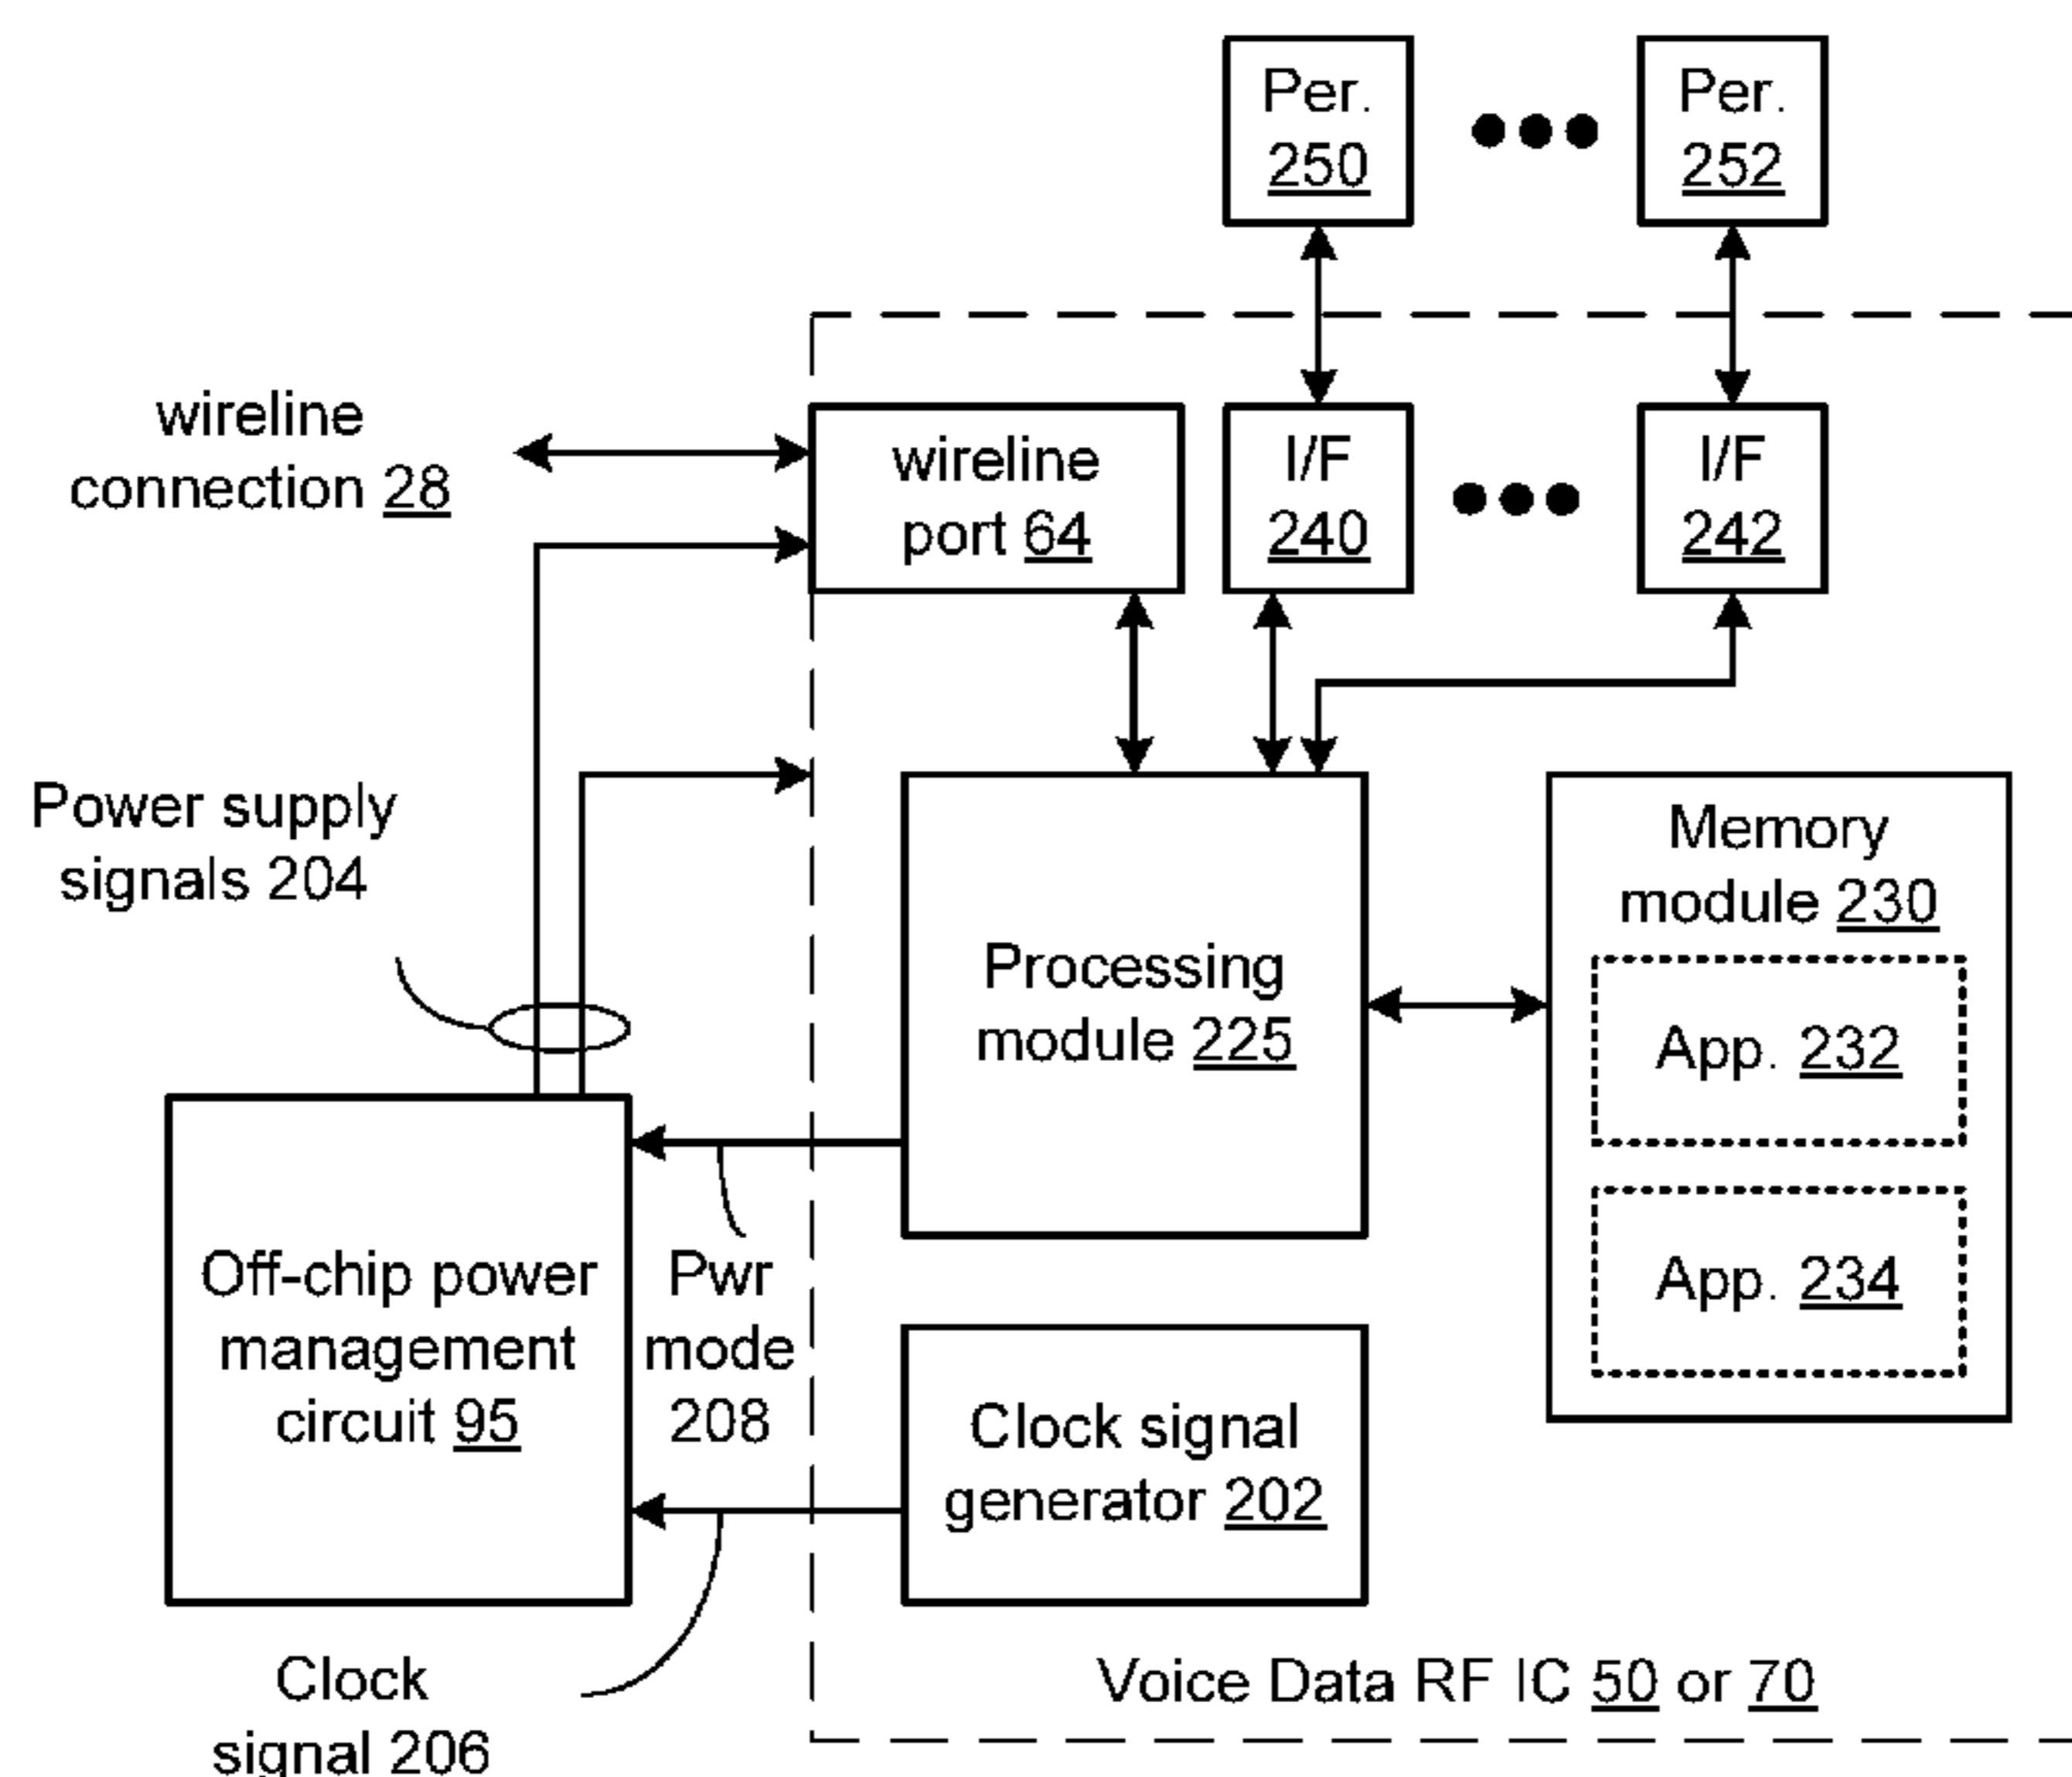 Per.
250
Per.
252
wireline
connection 28
wireline
port 64
I/F
240
I/F
242
Power supply
signals 204
Processing
module 225
Memory
module 230
App. 232
App. 234
Off-chip power
management
circuit 95
Pwr
mode
208
Clock signal
generator 202
Clock
signal 206
Voice Data RF IC 50 or 70